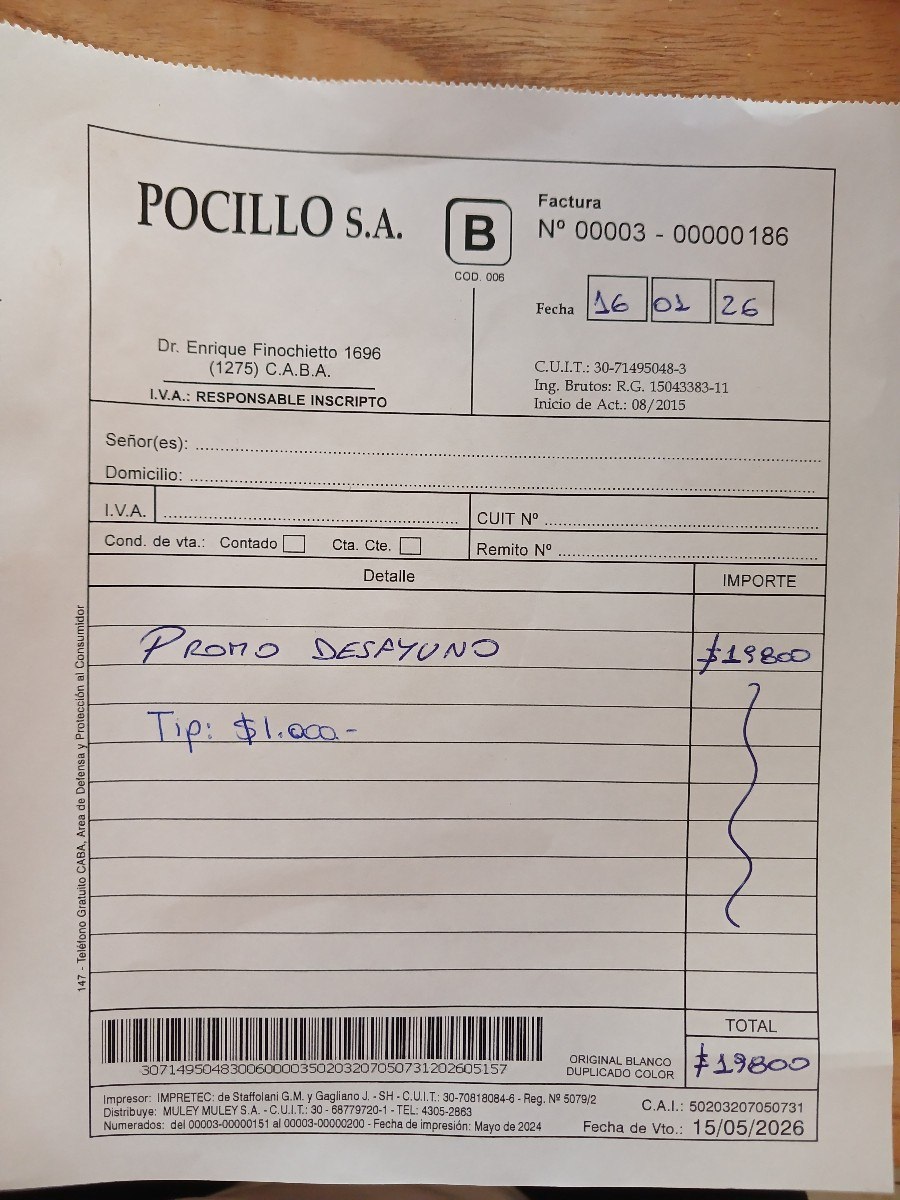 POCILLO S.A.
B
COD. 006
Factura
Nº 00003 - 00000186
Fecha 16 01 26
Dr. Enrique Finochietto 1696
(1275) C.A.B.A.
I.V.A.: RESPONSABLE INSCRIPTO
C.U.I.T.: 30-71495048-3
Ing. Brutos: R.G. 15043383-11
Inicio de Act.: 08/2015
Señor(es):
Domicilio:
I.V.A.
CUIT Nº
Cond. de vta.: Contado Cta. Cte.
Remito Nº
Detalle IMPORTE
PROMO DESAYUNO $19800
Tip: $1.000.-
147 - Teléfono Gratuito CABA, Area de Defensa y Protección al Consumidor
TOTAL
$19800
307149504830060000350203207050731202605157
ORIGINAL BLANCO
DUPLICADO COLOR
Impresor: IMPRETEC: de Staffolani G.M. y Gagliano J. - SH - C.U.I.T.: 30-70818084-6 - Reg. Nº 5079/2
Distribuye: MULEY MULEY S.A. - C.U.I.T.: 30 - 68779720-1 - TEL: 4305-2863
Numerados: del 00003-00000151 al 00003-00000200 - Fecha de impresión: Mayo de 2024
C.A.I.: 50203207050731
Fecha de Vto.: 15/05/2026